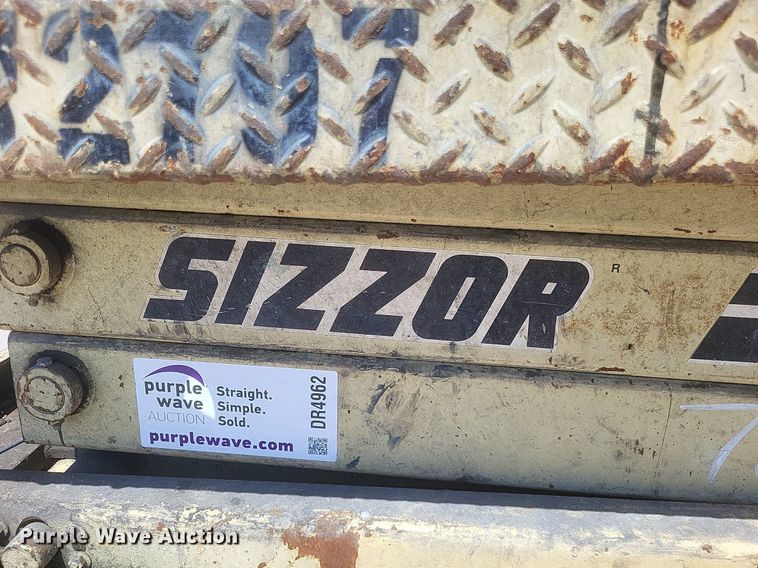 SIZZOR R
purple
wave
AUCTION
Straight.
Simple.
Sold.
DR4962
purplewave.com
Purple Wave Auction